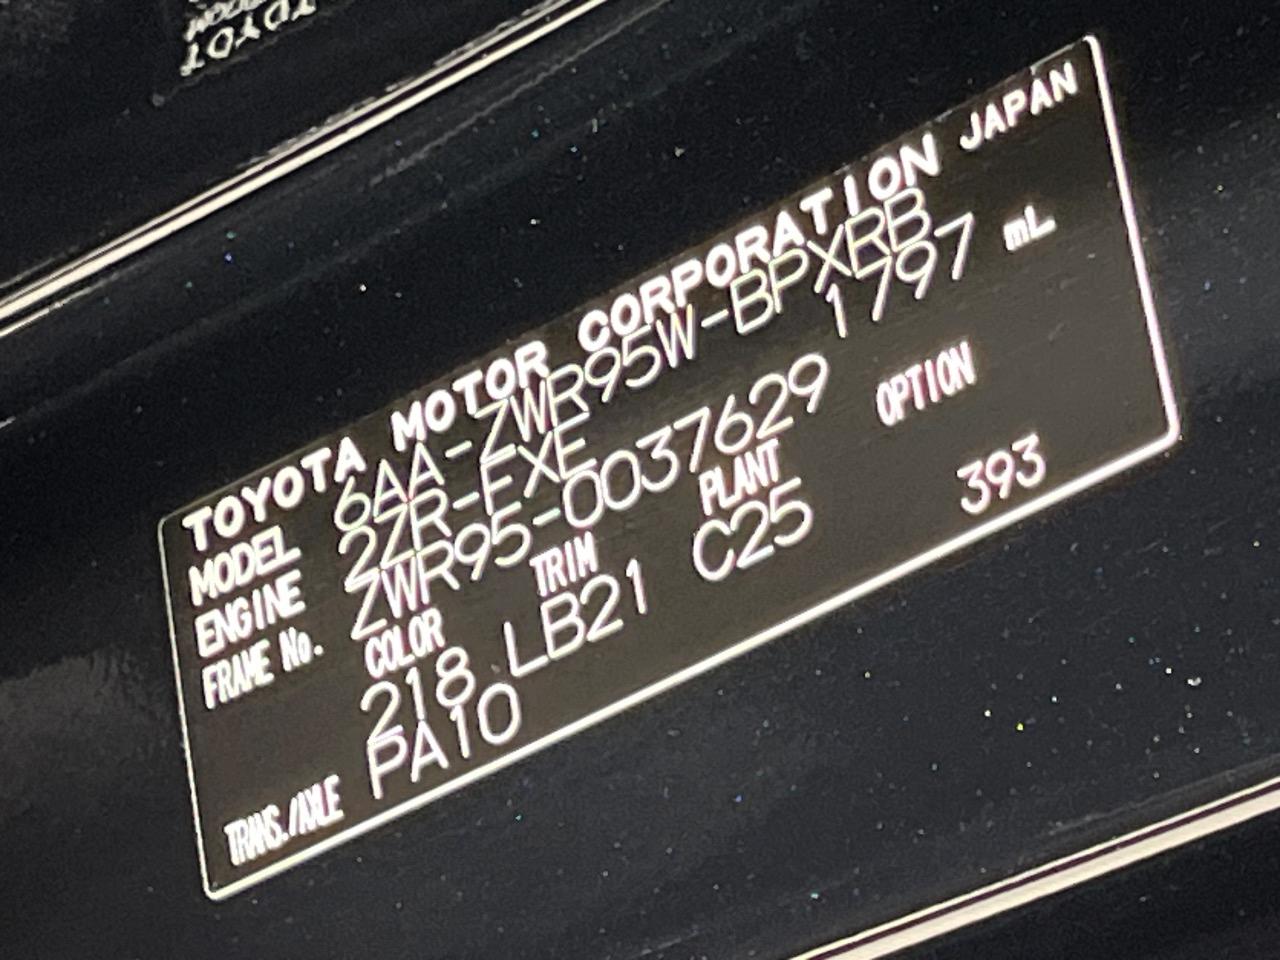 TOYOTA MOTOR CORPORATION JAPAN
MODEL 6AA-ZWR95W-BPXRB
ENGINE 2ZR-FXE 1797 mL
FRAME No. ZWR95-0037629
COLOR TRIM PLANT OPTION
218 LB21 C25 393
TRANS./AXLE PA10